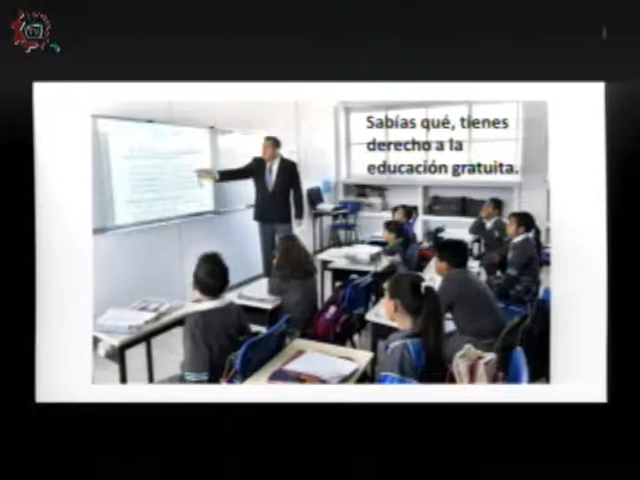 Sabías qué, tienes
derecho a la
educación gratuita.